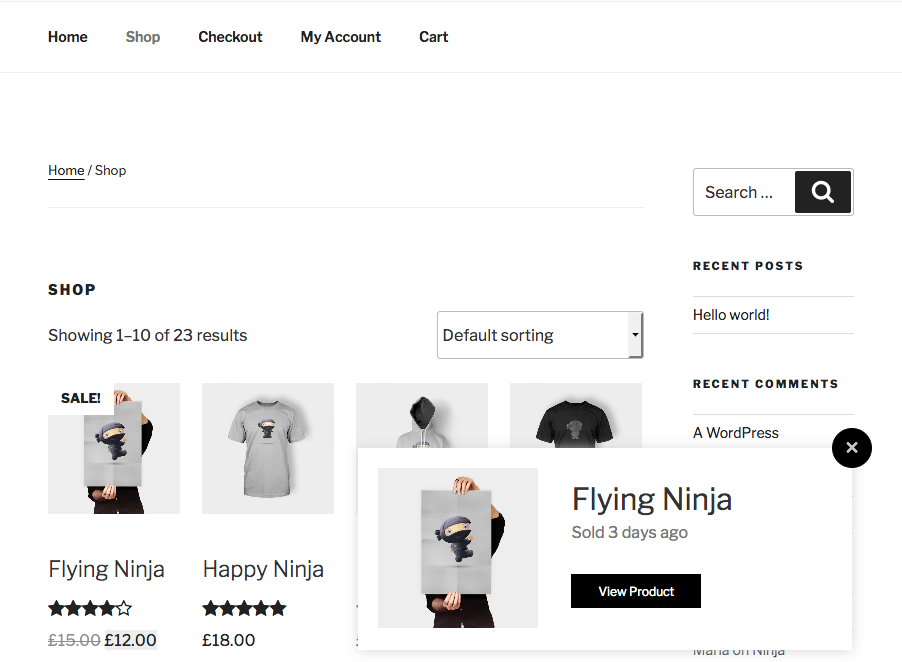 Home Shop Checkout My Account Cart
Home / Shop
Search ...
RECENT POSTS
SHOP
Hello world!
Showing 1–10 of 23 results
Default sorting
RECENT COMMENTS
SALE!
A WordPress
Flying Ninja
Sold 3 days ago
View Product
Flying Ninja
Happy Ninja
£15.00 £12.00
£18.00
Maria on Ninja